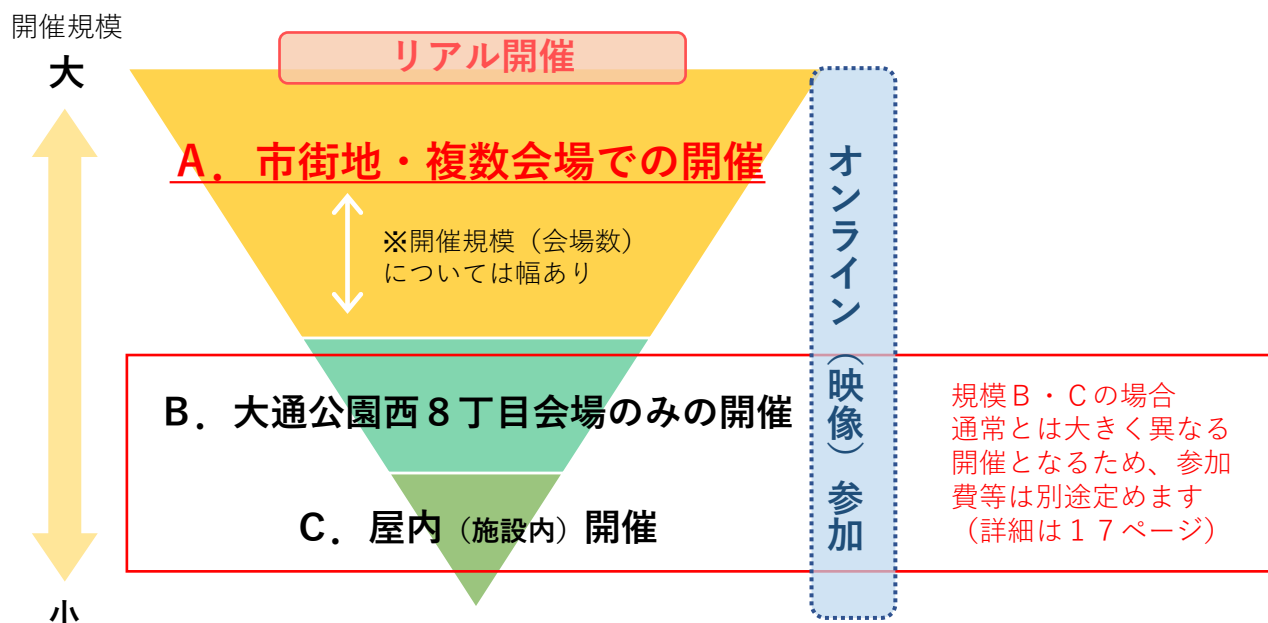 開催規模
大
リアル開催
A．市街地・複数会場での開催
※開催規模（会場数）
については幅あり
B．大通公園西８丁目会場のみの開催
C．屋内（施設内）開催
小
オンライン（映像）参加
規模Ｂ・Ｃの場合
通常とは大きく異なる
開催となるため、参加
費等は別途定めます
（詳細は１７ページ）